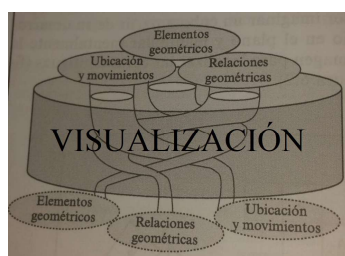 Elementos
geométricos
Ubicación
y movimientos
Relaciones
geométricas
VISUALIZACIÓN
Elementos
geométricos
Relaciones
geométricas
Ubicación
y movimientos